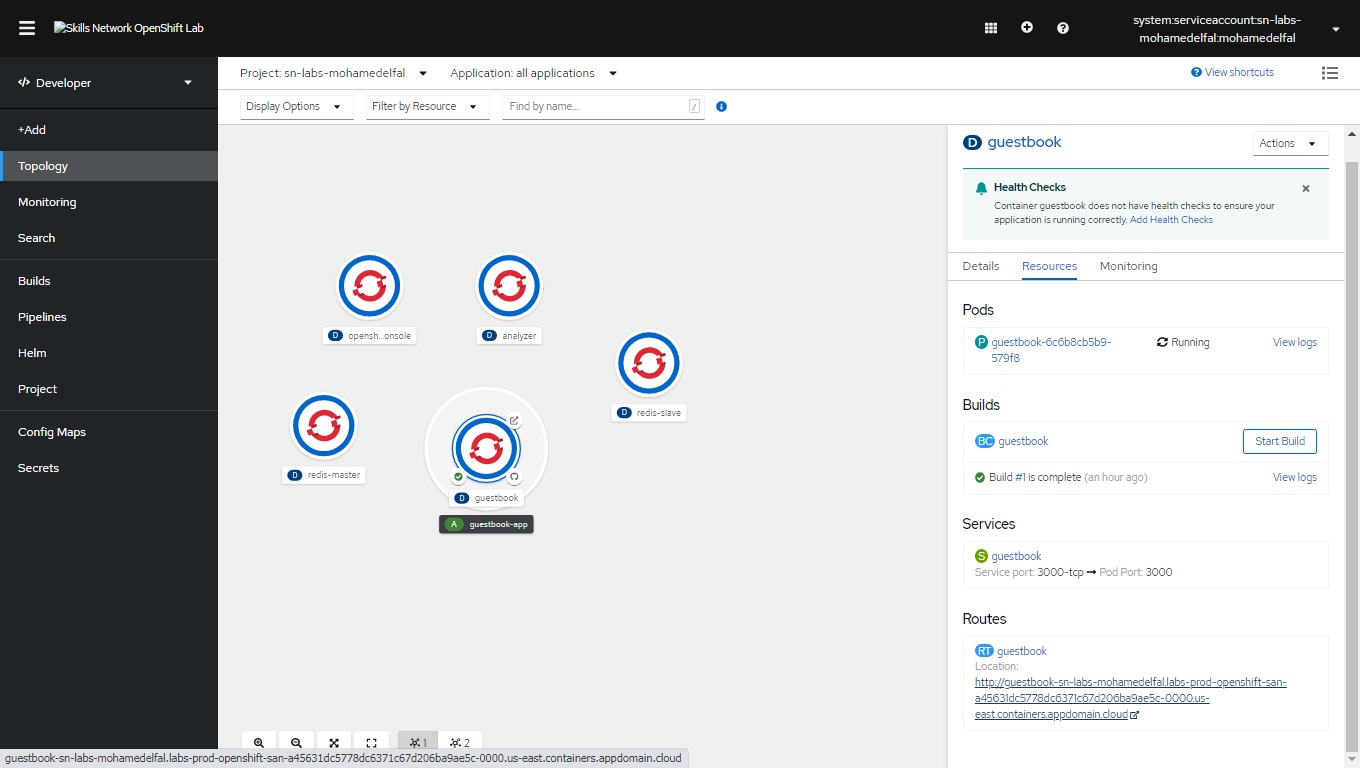 Skills Network OpenShift Lab
system:serviceaccount:sn-labs-
mohamedelfal:mohamedelfal
Developer
+Add
Topology
Monitoring
Search
Builds
Pipelines
Helm
Project
Config Maps
Secrets
Project: sn-labs-mohamedelfal
Application: all applications
View shortcuts
Display Options
Filter by Resource
Find by name...
/
D opensh...onsole
D analyzer
D redis-slave
D redis-master
D guestbook
A guestbook-app
1
2
D guestbook
Actions
Health Checks
Container guestbook does not have health checks to ensure your
application is running correctly. Add Health Checks
Details
Resources
Monitoring
Pods
P guestbook-6c6b8cb5b9-
579f8
Running
View logs
Builds
BC guestbook
Start Build
Build #1 is complete (an hour ago)
View logs
Services
S guestbook
Service port: 3000-tcp → Pod Port: 3000
Routes
RT guestbook
Location:
http://guestbook-sn-labs-mohamedelfal.labs-prod-openshift-san-
a45631dc5778dc6371c67d206ba9ae5c-0000.us-
east.containers.appdomain.cloud
guestbook-sn-labs-mohamedelfal.labs-prod-openshift-san-a45631dc5778dc6371c67d206ba9ae5c-0000.us-east.containers.appdomain.cloud